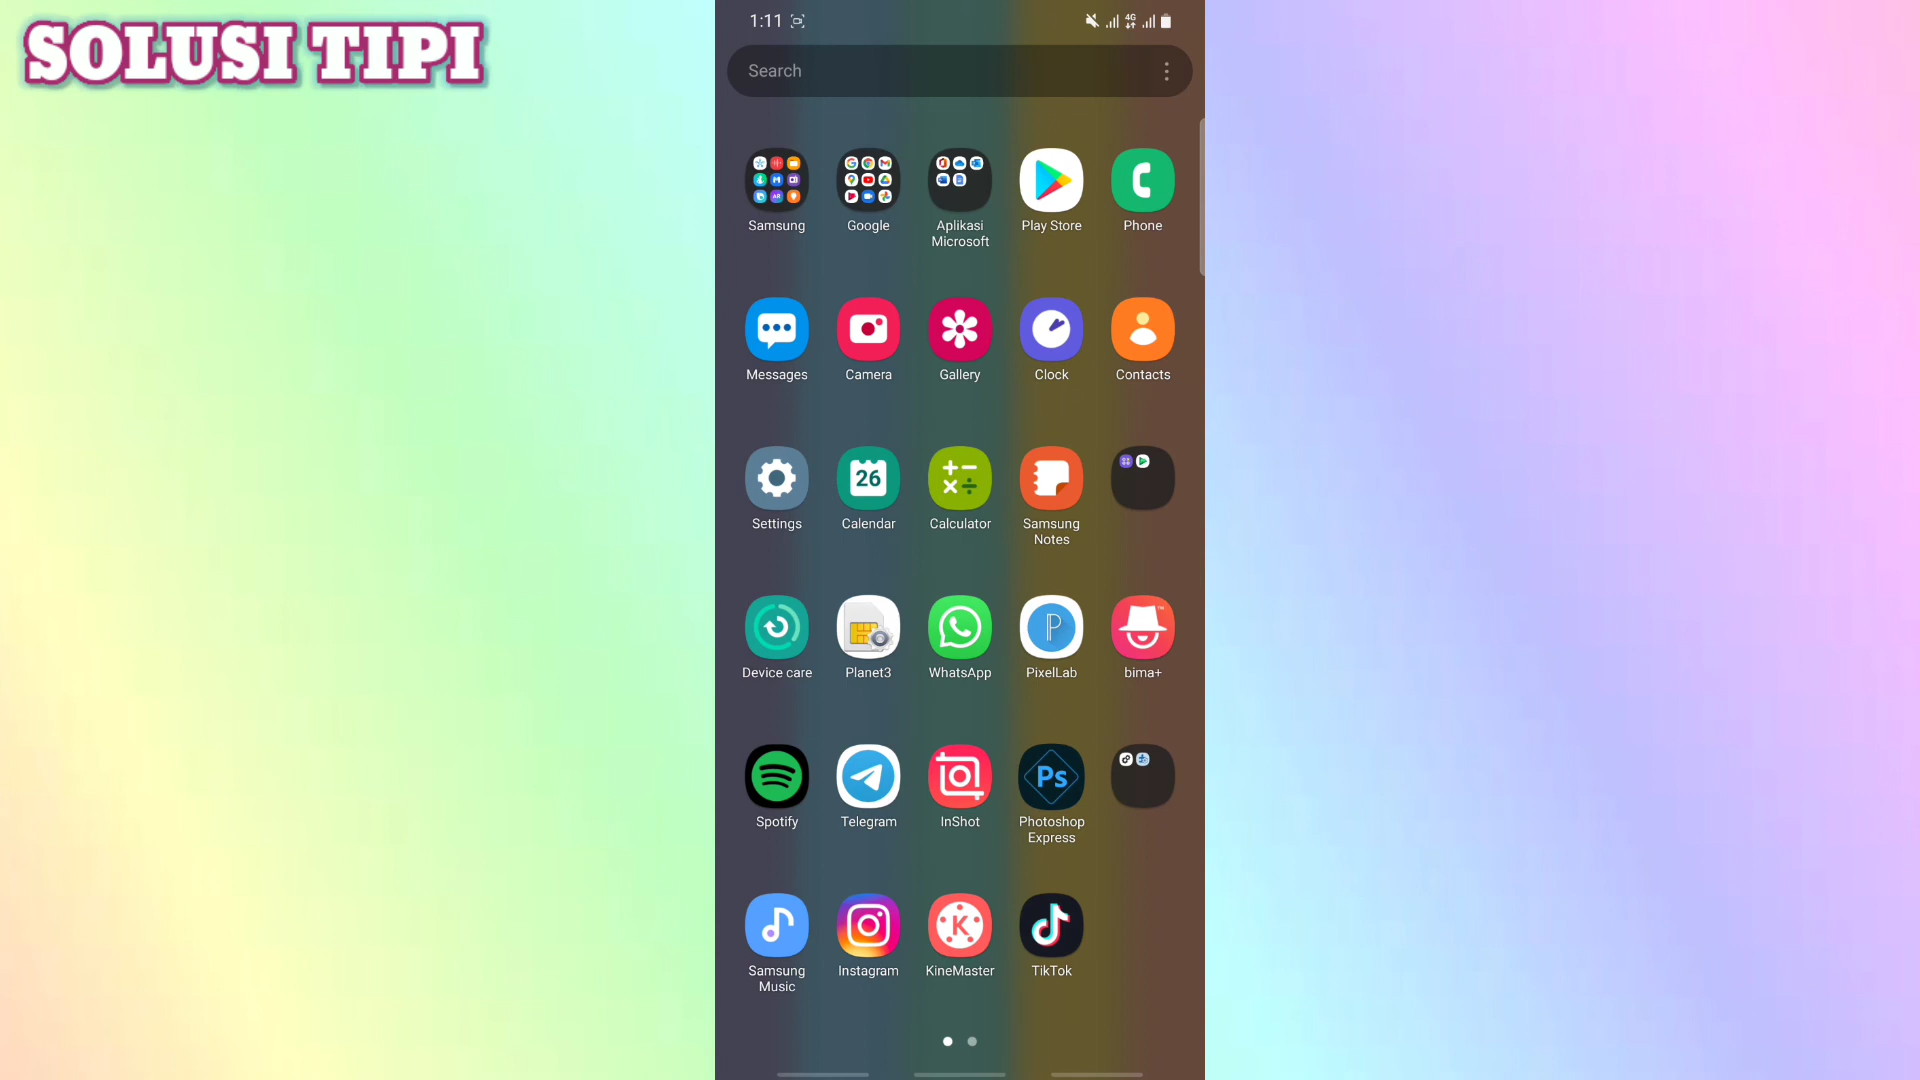 SOLUSI TIPI
1:11
4G
Search
Samsung
Google
Aplikasi
Microsoft
Play Store
Phone
Messages
Camera
Gallery
Clock
Contacts
26
Settings
Calendar
Calculator
Samsung
Notes
Device care
Planet3
WhatsApp
P
PixelLab
bima+
Spotify
Telegram
InShot
Ps
Photoshop
Express
K
Samsung
Music
Instagram
KineMaster
TikTok